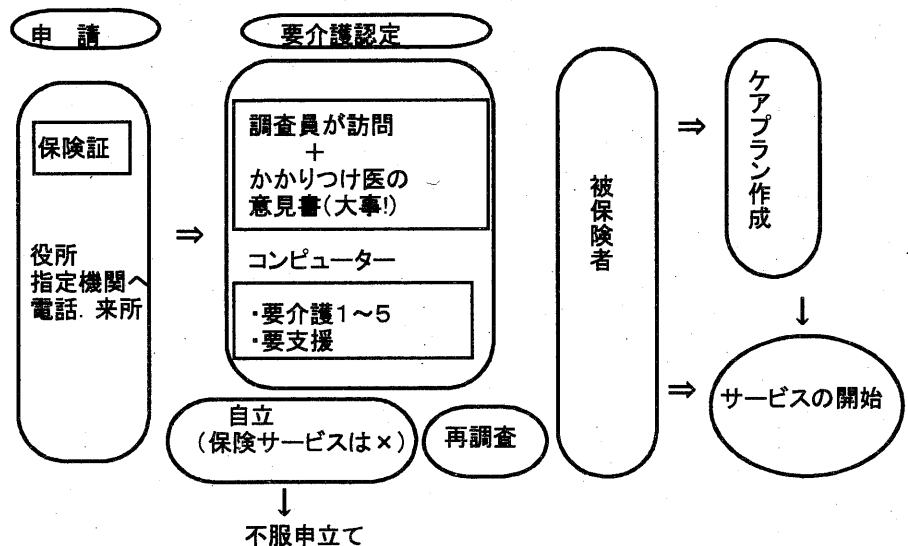 申 請
保険証
役所
指定機関へ
電話. 来所
⇒
要介護認定
調査員が訪問
+
かかりつけ医の
意見書(大事!)
コンピューター
・要介護1～5
・要支援
自立
(保険サービスは×)
再調査
↓
不服申立て
被保険者
⇒
ケアプラン作成
↓
⇒
サービスの開始